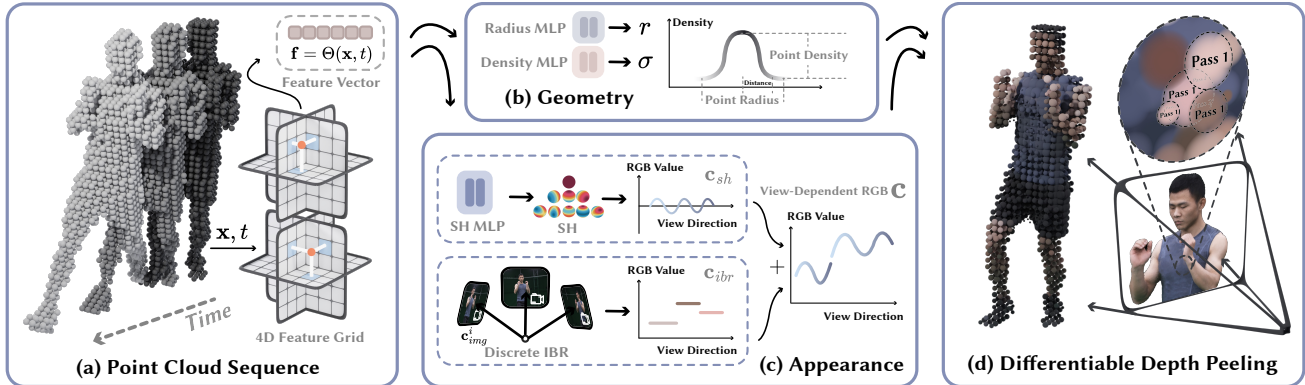 f = Θ(x, t)
Feature Vector
x, t
Time
4D Feature Grid
(a) Point Cloud Sequence
Radius MLP → r
Density MLP → σ
(b) Geometry
Density
Point Density
Distance
Point Radius
SH MLP
SH
RGB Value
c_sh
View Direction
c^i_img
Discrete IBR
RGB Value
c_ibr
View Direction
View-Dependent RGB c
RGB Value
+
View Direction
(c) Appearance
Pass 1
Pass 1
Pass 1
Pass 1
(d) Differentiable Depth Peeling